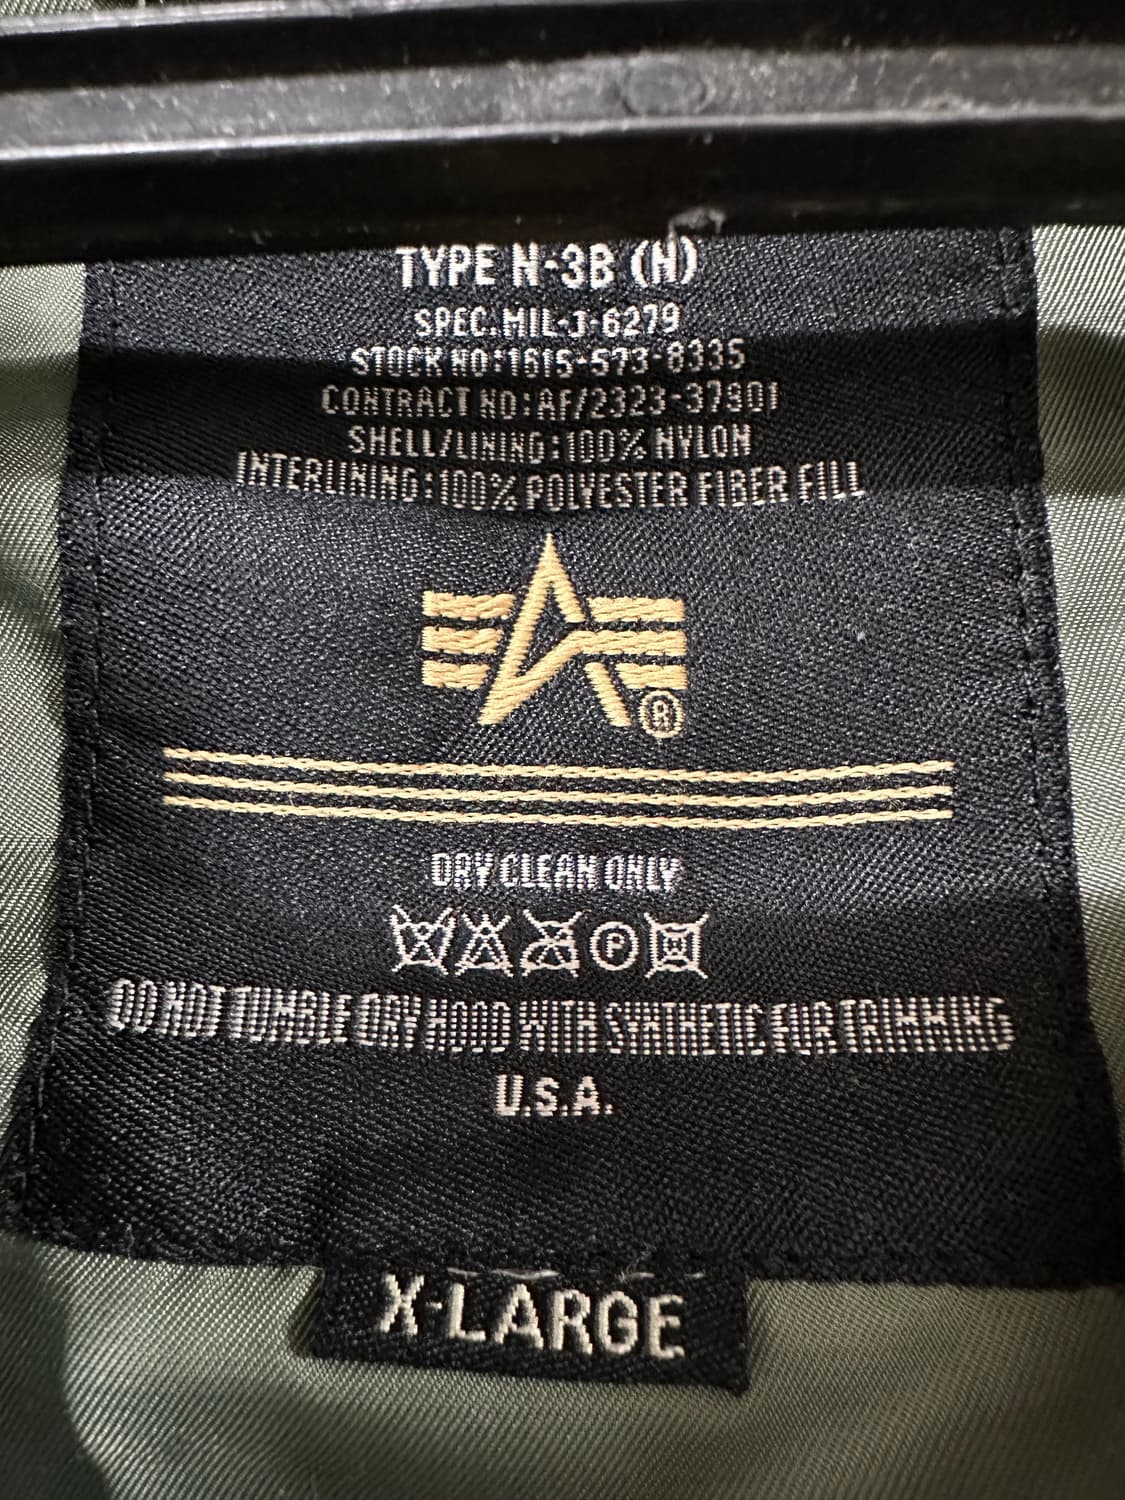 TYPE N-3B (N)
SPEC.MIL-J-6279
STOCK NO:1615-573-8335
CONTRACT NO:AF/2323-37801
SHELL/LINING:100% NYLON
INTERLINING:100% POLYESTER FIBER FILL
®
DRY CLEAN ONLY
P
DO NOT TUMBLE DRY HOOD WITH SYNTHETIC FUR TRIMMING
U.S.A.
X-LARGE